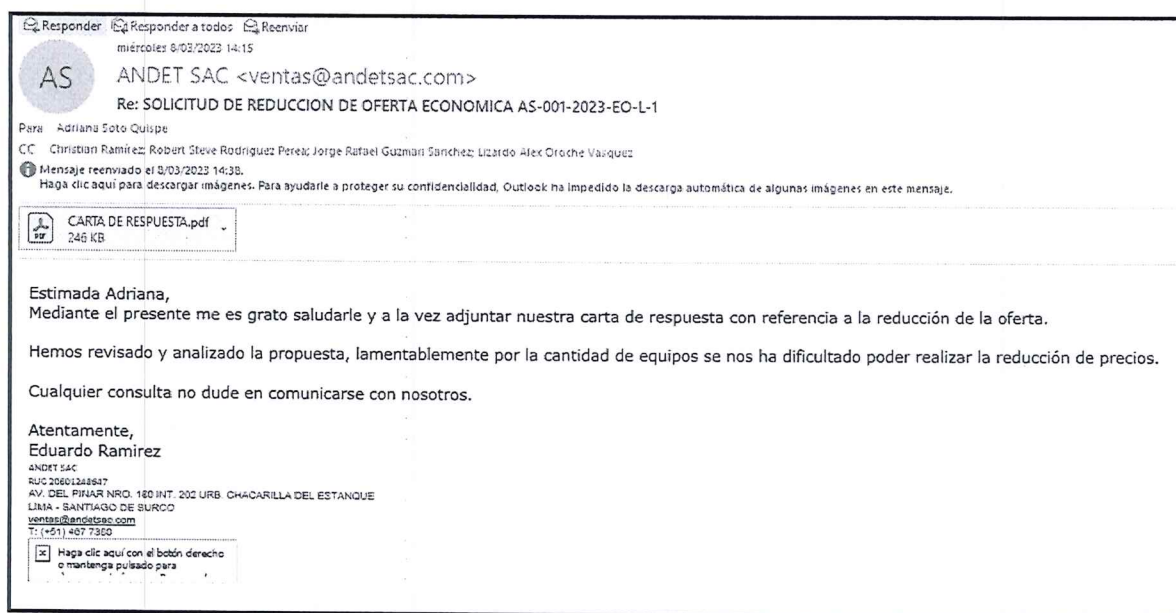 Responder Responder a todos Reenviar
miércoles 8/03/2023 14:15
AS
ANDET SAC <ventas@andetsac.com>
Re: SOLICITUD DE REDUCCION DE OFERTA ECONOMICA AS-001-2023-EO-L-1
Para Adriana Soto Quispe
CC Christian Ramírez; Robert Steve Rodriguez Perea; Jorge Rafael Guzman Sanchez; Lizardo Alex Oroche Vasquez
Mensaje reenviado el 8/03/2023 14:38.
Haga clic aquí para descargar imágenes. Para ayudarle a proteger su confidencialidad, Outlook ha impedido la descarga automática de algunas imágenes en este mensaje.
CARTA DE RESPUESTA.pdf
246 KB
Estimada Adriana,
Mediante el presente me es grato saludarle y a la vez adjuntar nuestra carta de respuesta con referencia a la reducción de la oferta.
Hemos revisado y analizado la propuesta, lamentablemente por la cantidad de equipos se nos ha dificultado poder realizar la reducción de precios.
Cualquier consulta no dude en comunicarse con nosotros.
Atentamente,
Eduardo Ramirez
ANDET SAC
RUC
AV. DEL PINAR NRO. 180 INT. 202 URB. CHACARILLA DEL ESTANQUE
LIMA - SANTIAGO DE SURCO
ventas@andetsac.com
T: (+51) 467
Haga clic aquí con el botón derecho
o mantenga pulsado para